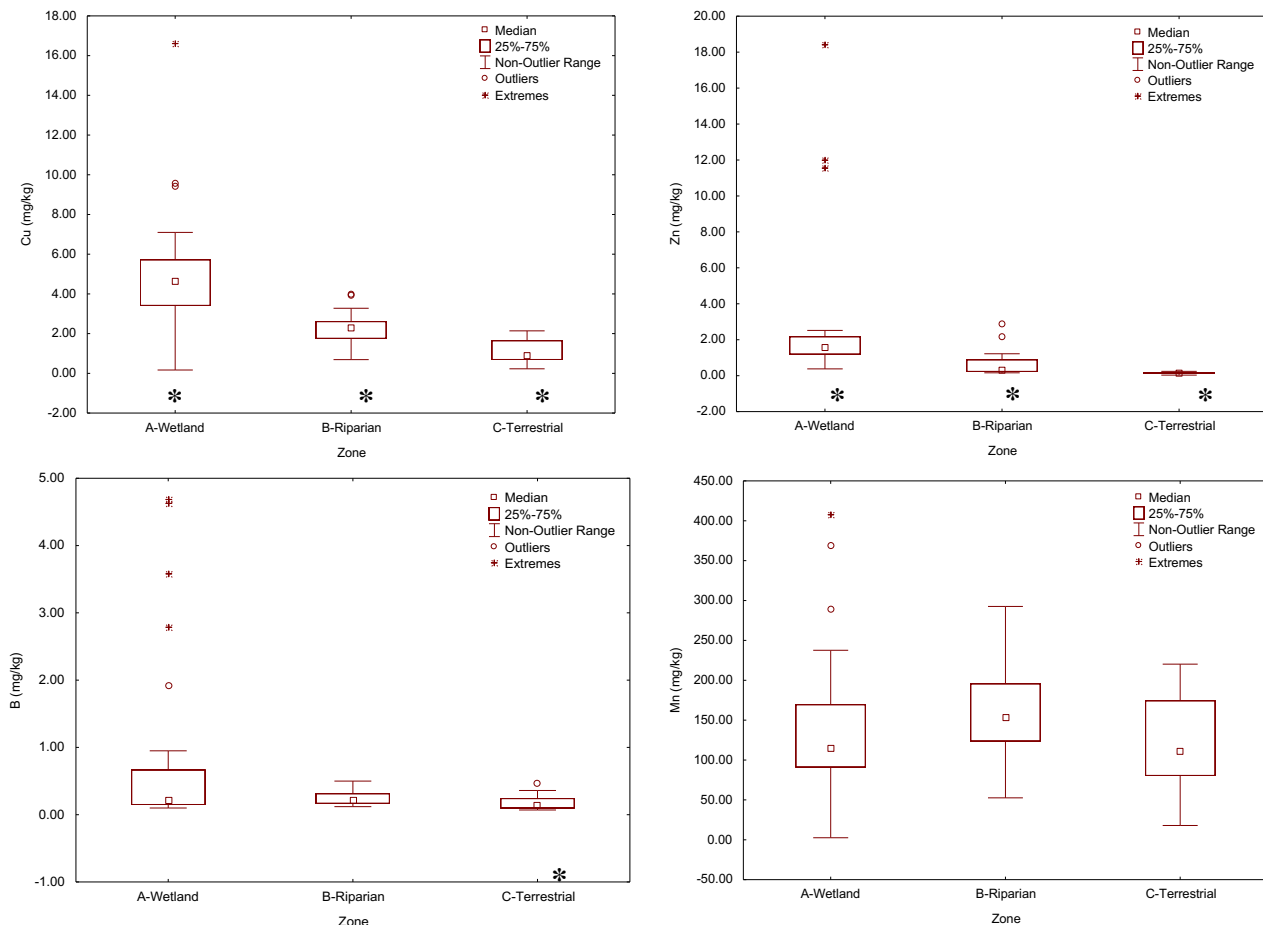 18.00
16.00
14.00
12.00
10.00
8.00
6.00
4.00
2.00
0.00
-2.00
Cu (mg/kg)
Median
25%-75%
Non-Outlier Range
Outliers
Extremes
* * *
A-Wetland B-Riparian C-Terrestrial
Zone
20.00
18.00
16.00
14.00
12.00
10.00
8.00
6.00
4.00
2.00
0.00
-2.00
Zn (mg/kg)
Median
25%-75%
Non-Outlier Range
Outliers
Extremes
* * *
A-Wetland B-Riparian C-Terrestrial
Zone
5.00
4.00
3.00
2.00
1.00
0.00
-1.00
B (mg/kg)
Median
25%-75%
Non-Outlier Range
Outliers
Extremes
*
A-Wetland B-Riparian C-Terrestrial
Zone
450.00
400.00
350.00
300.00
250.00
200.00
150.00
100.00
50.00
0.00
-50.00
Mn (mg/kg)
Median
25%-75%
Non-Outlier Range
Outliers
Extremes
A-Wetland B-Riparian C-Terrestrial
Zone